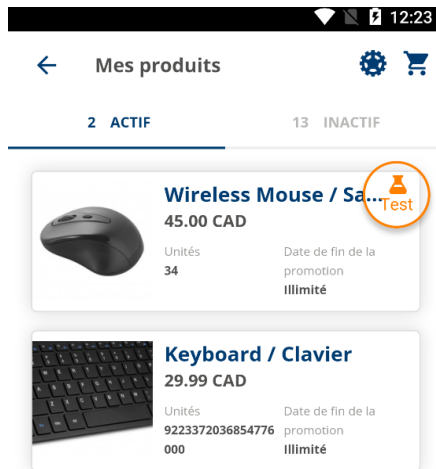 12:23
Mes produits
2 ACTIF
13 INACTIF
Wireless Mouse / Sa...
Test
45.00 CAD
Unités
34
Date de fin de la
promotion
Illimité
Keyboard / Clavier
29.99 CAD
Unités
9223372036854776
000
Date de fin de la
promotion
Illimité